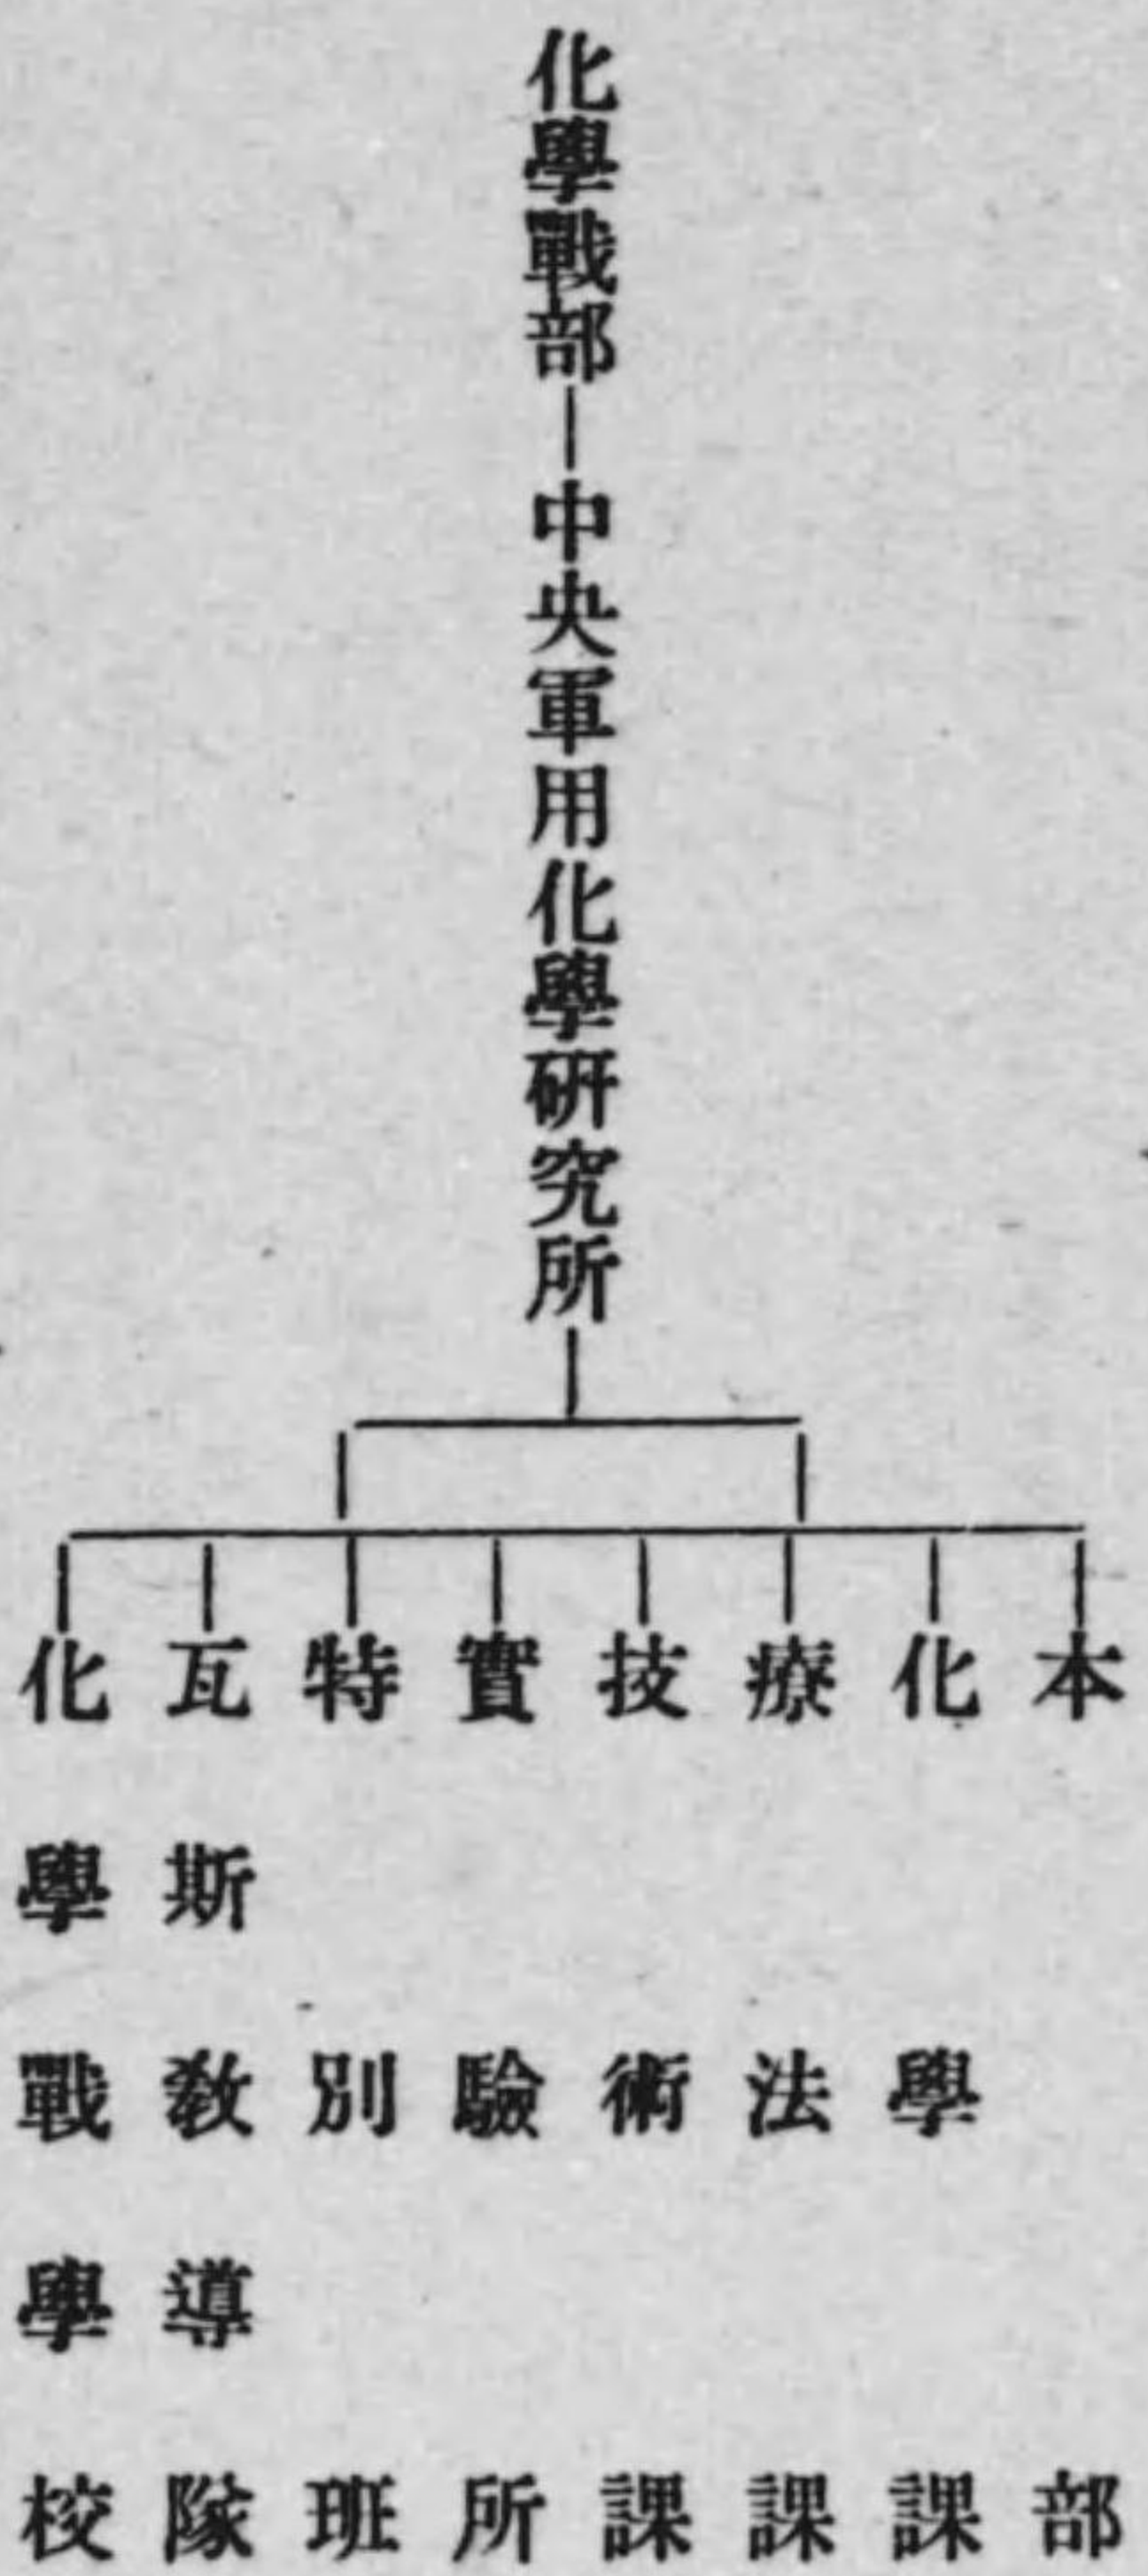 化學戰部
中央軍用化學研究所
本部
化學課
療法課
技術課
實驗所
特別班
瓦斯敎導隊
化學戰學校